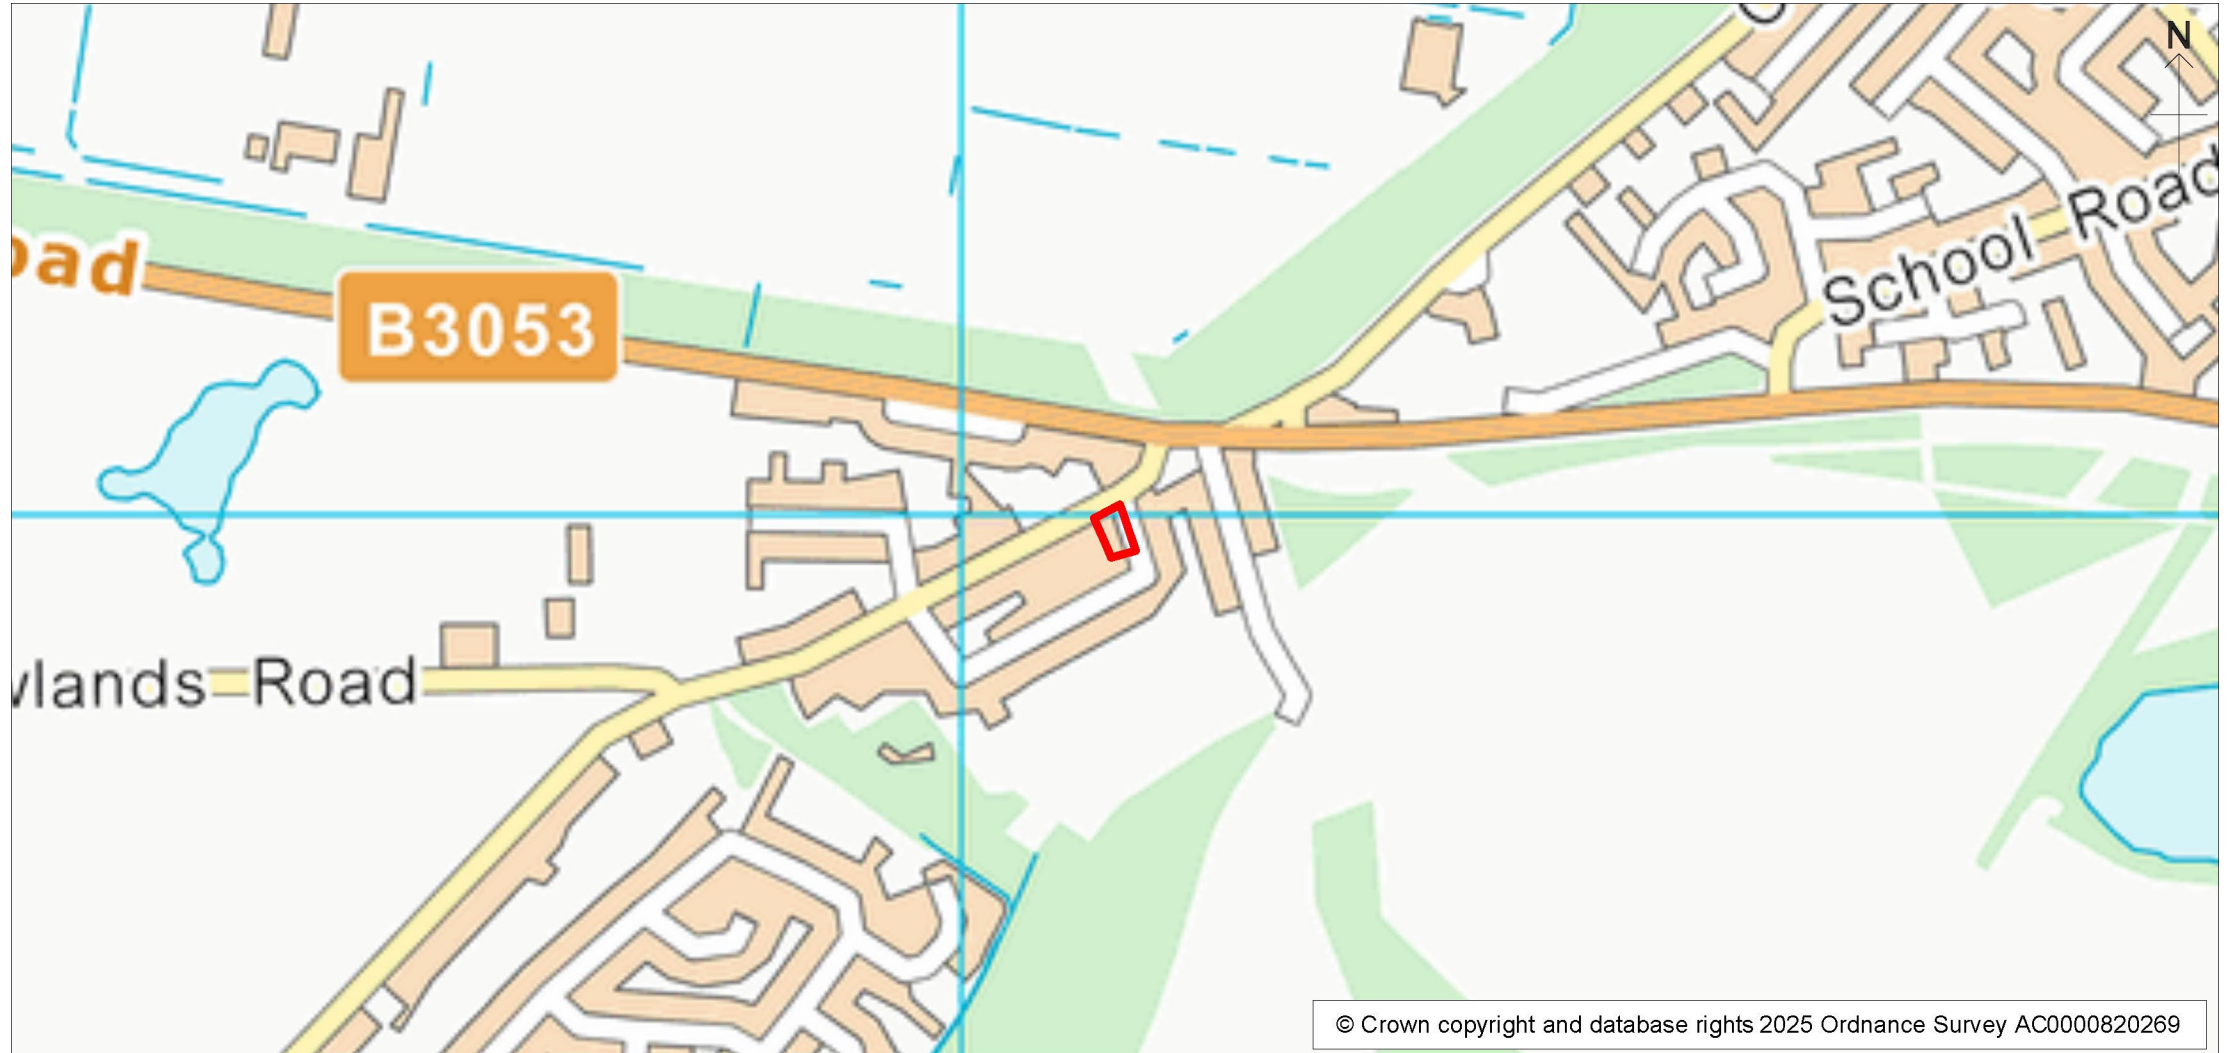 N
School Road
oad
B3053
wlands Road
© Crown copyright and database rights 2025 Ordnance Survey AC0000820269